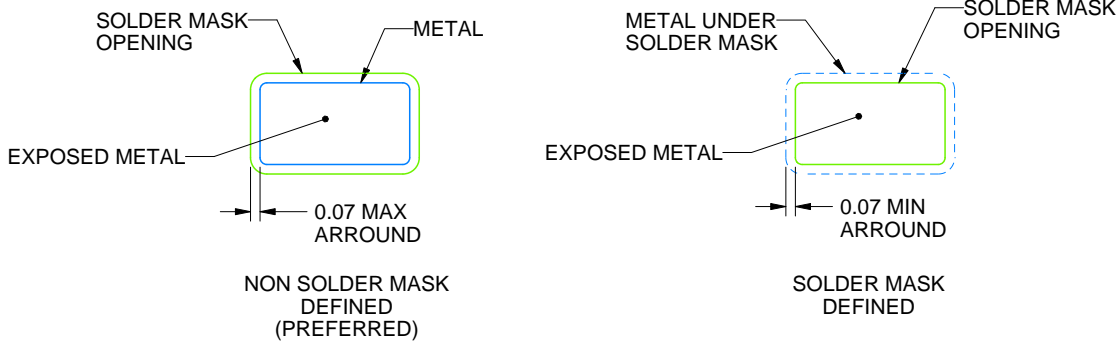 SOLDER MASK
OPENING
METAL
EXPOSED METAL
0.07 MAX
ARROUND
NON SOLDER MASK
DEFINED
(PREFERRED)
METAL UNDER
SOLDER MASK
SOLDER MASK
OPENING
EXPOSED METAL
0.07 MIN
ARROUND
SOLDER MASK
DEFINED